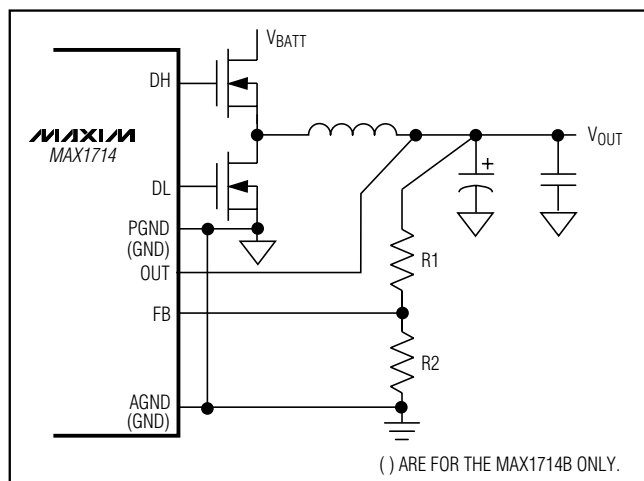 VBATT
DH
MAXIM
MAX1714
VOUT
+
DL
PGND
(GND)
OUT
R1
FB
R2
AGND
(GND)
( ) ARE FOR THE MAX1714B ONLY.